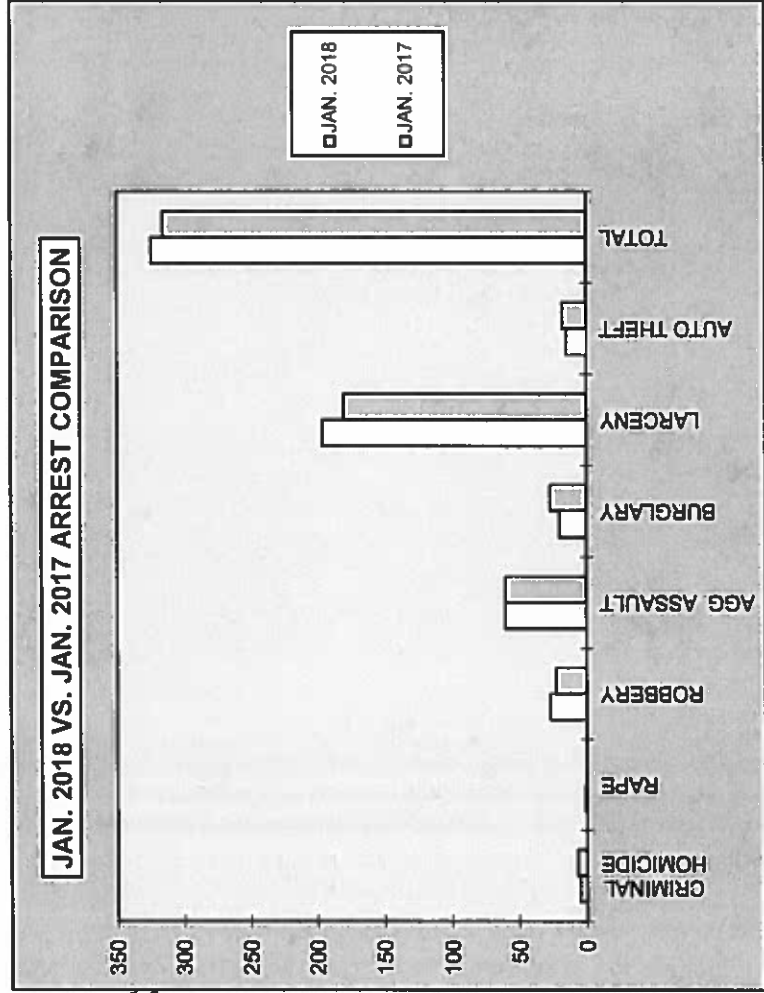 JAN. 2018 VS. JAN. 2017 ARREST COMPARISON
350
300
250
200
150
100
50
0
CRIMINAL
HOMICIDE
RAPE
ROBBERY
AGG. ASSAULT
BURGLARY
LARCENY
AUTO THEFT
TOTAL
JAN. 2018
JAN. 2017